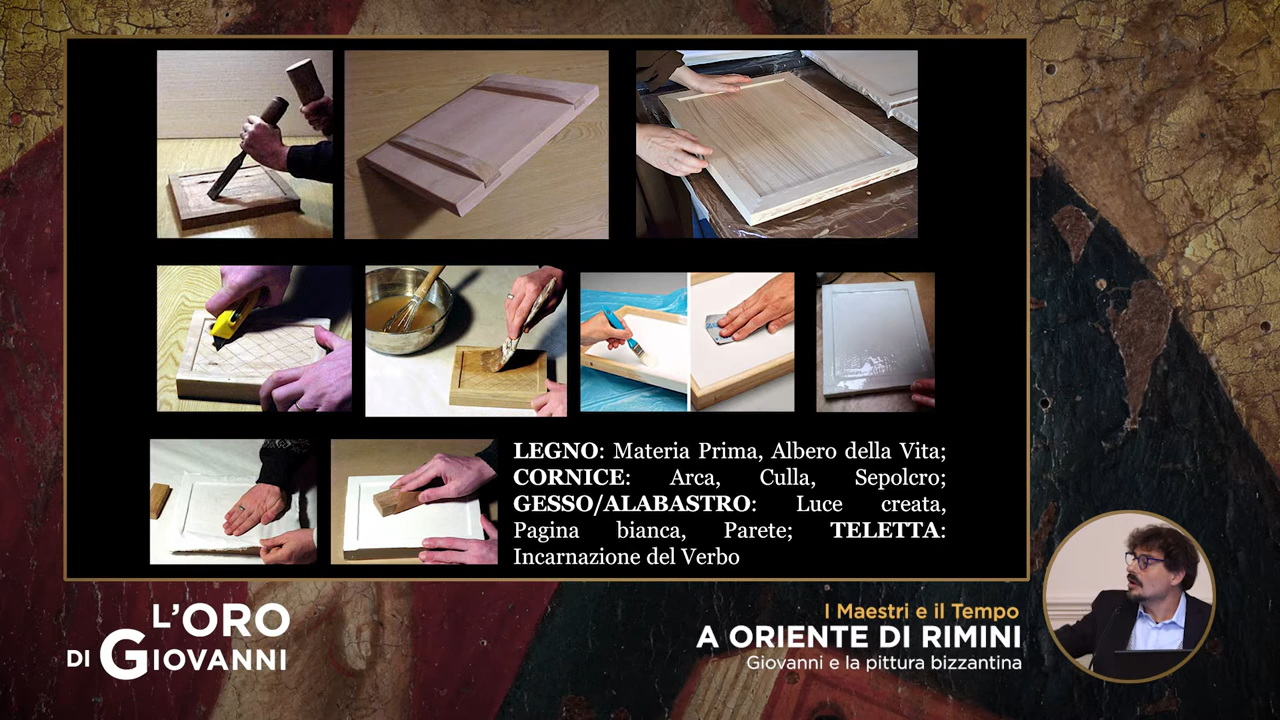 LEGNO: Materia Prima, Albero della Vita;
CORNICE: Arca, Culla, Sepolcro;
GESSO/ALABASTRO: Luce creata,
Pagina bianca, Parete; TELETTA:
Incarnazione del Verbo
L'ORO
DI GIOVANNI
I Maestri e il Tempo
A ORIENTE DI RIMINI
Giovanni e la pittura bizzantina